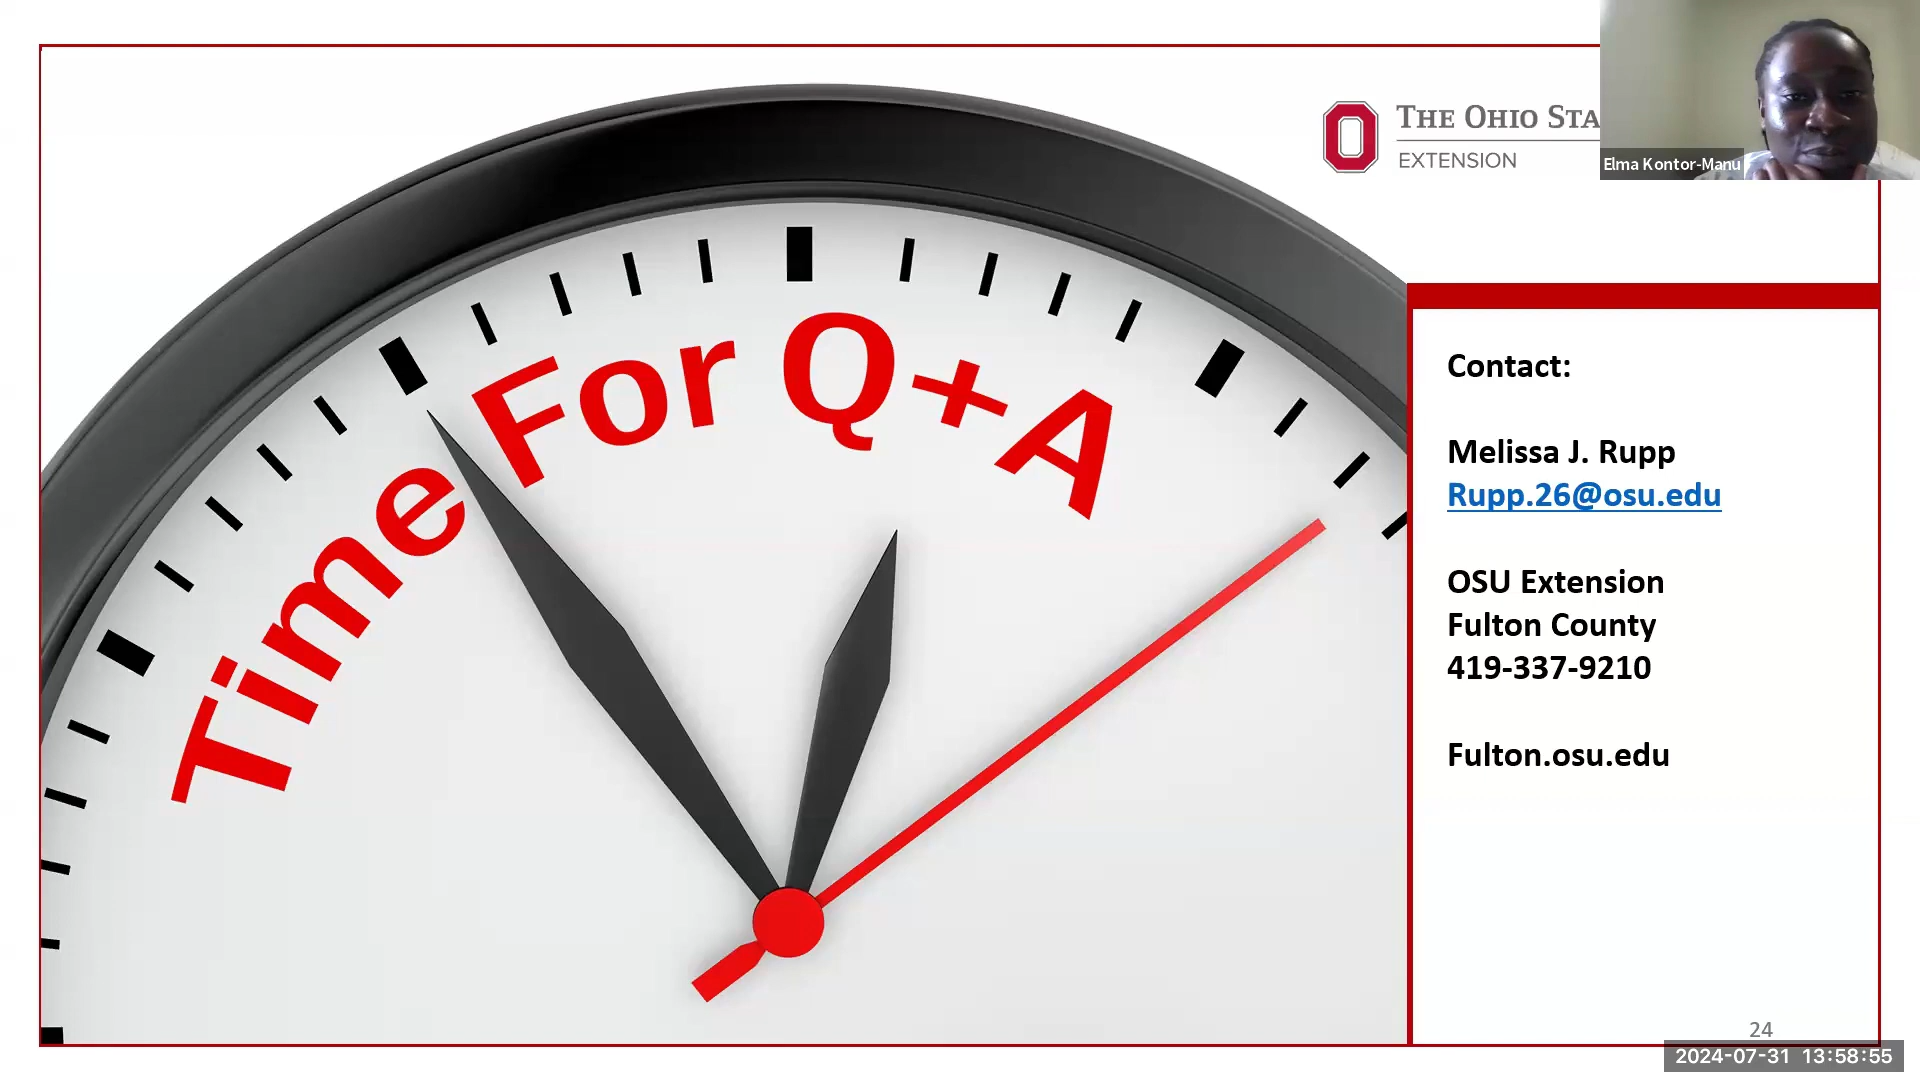 THE OHIO STA
EXTENSION
Elma Kontor-Manu
Time For Q+A
Contact:
Melissa J. Rupp
Rupp.26@osu.edu
OSU Extension
Fulton County
419-337-9210
Fulton.osu.edu
24
2024-07-31 13:58:55